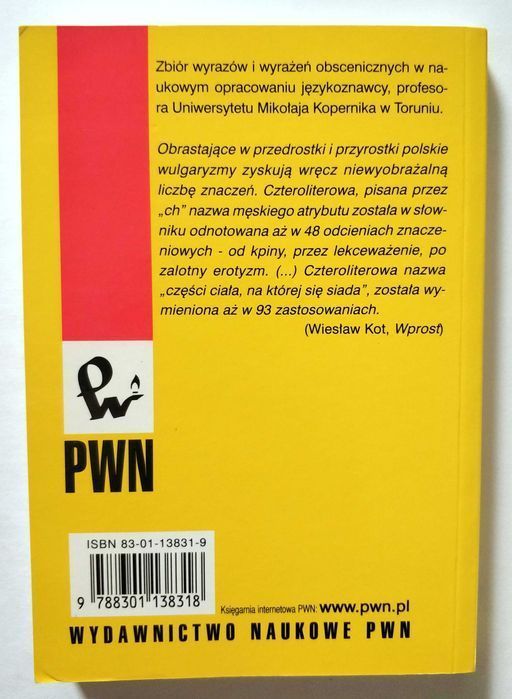 Zbiór wyrazów i wyrażeń obscenicznych w na-
ukowym opracowaniu językoznawcy, profeso-
ra Uniwersytetu Mikołaja Kopernika w Toruniu.
Obrastające w przedrostki i przyrostki polskie
wulgaryzmy zyskują wręcz niewyobrażalną
liczbę znaczeń. Czteroliterowa, pisana przez
„ch" nazwa męskiego atrybutu została w słow-
niku odnotowana aż w 48 odcieniach znacze-
niowych - od kpiny, przez lekceważenie, po
zalotny erotyzm. (...) Czteroliterowa nazwa
„części ciała, na której się siada", została wy-
mieniona aż w 93 zastosowaniach.
(Wiesław Kot, Wprost)
PWN
ISBN 83-01-13831-9
9 788301 138318
Księgarnia internetowa PWN: www.pwn.pl
WYDAWNICTWO NAUKOWE PWN